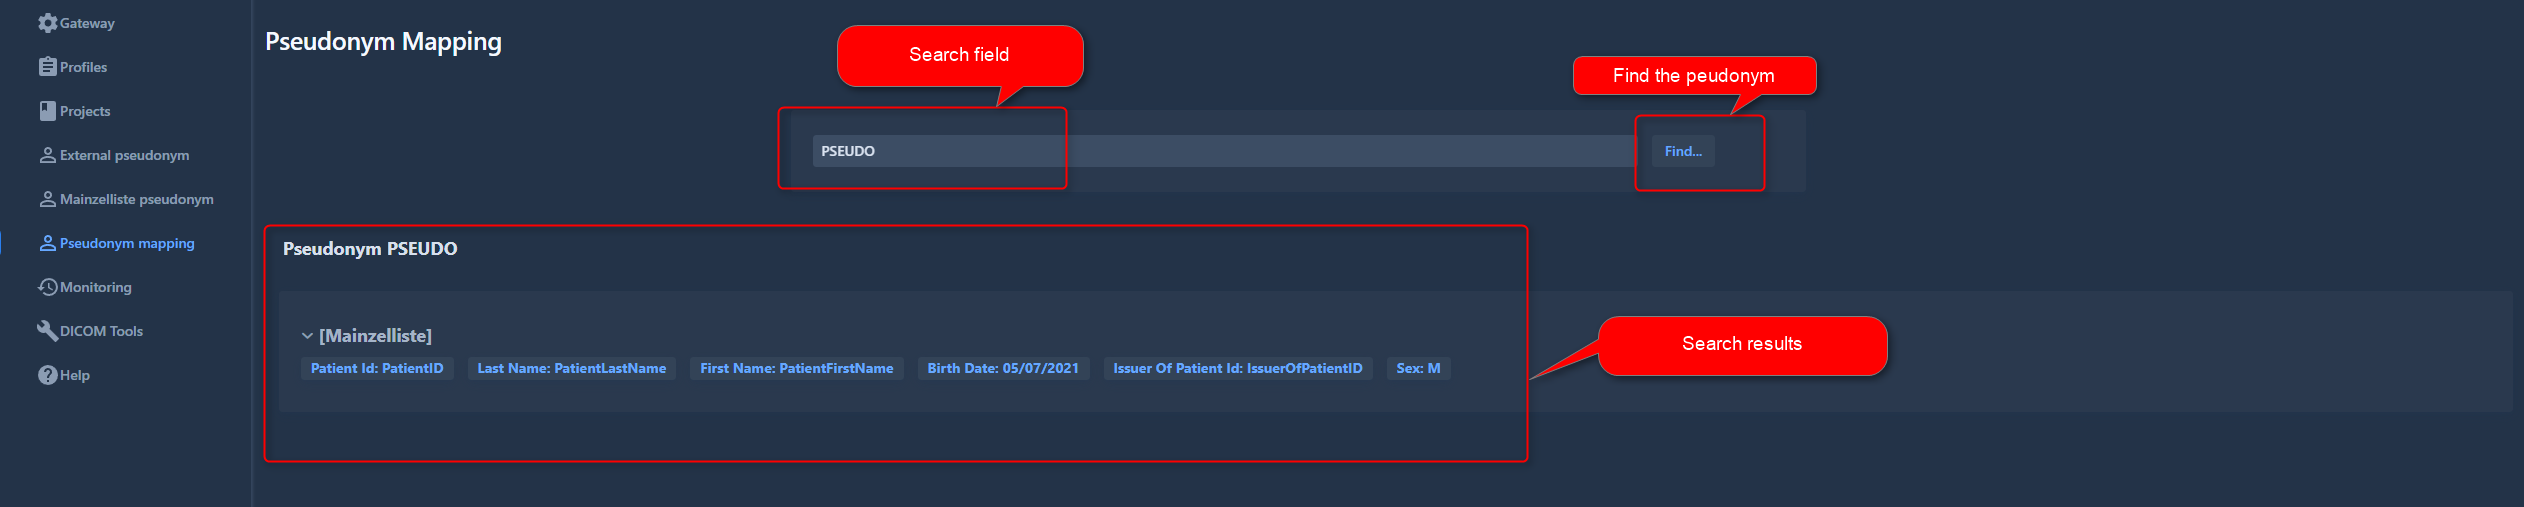 Gateway
Profiles
Projects
External pseudonym
Mainzelliste pseudonym
Pseudonym mapping
Monitoring
DICOM Tools
Help
Pseudonym Mapping
Search field
Find the peudonym
PSEUDO
Find...
Pseudonym PSEUDO
[Mainzelliste]
Patient Id: PatientID Last Name: PatientLastName First Name: PatientFirstName Birth Date: 05/07/2021 Issuer Of Patient Id: IssuerOfPatientID Sex: M
Search results